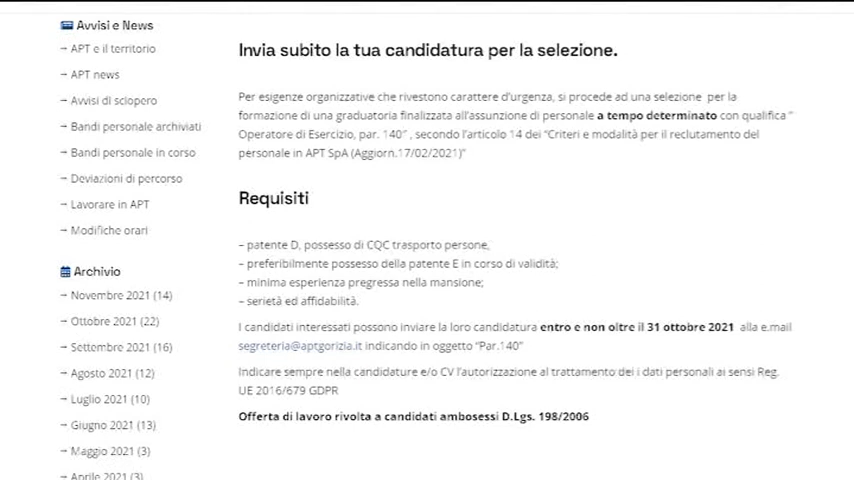 Avvisi e News
→ APT e il territorio
→ APT news
→ Avvisi di sciopero
→ Bandi personale archiviati
→ Bandi personale in corso
→ Deviazioni di percorso
→ Lavorare in APT
→ Modifiche orari
Archivio
→ Novembre 2021 (14)
→ Ottobre 2021 (22)
→ Settembre 2021 (16)
→ Agosto 2021 (12)
→ Luglio 2021 (10)
→ Giugno 2021 (13)
→ Maggio 2021 (3)
→ Aprile 2021 (3)
Invia subito la tua candidatura per la selezione.
Per esigenze organizzative che rivestono carattere d'urgenza, si procede ad una selezione per la
formazione di una graduatoria finalizzata all'assunzione di personale a tempo determinato con qualifica "
Operatore di Esercizio, par. 140" , secondo l'articolo 14 dei "Criteri e modalità per il reclutamento del
personale in APT SpA (Aggiorn.17/02/2021)"
Requisiti
– patente D, possesso di CQC trasporto persone,
– preferibilmente possesso della patente E in corso di validità;
– minima esperienza pregressa nella mansione;
– serietà ed affidabilità.
I candidati interessati possono inviare la loro candidatura entro e non oltre il 31 ottobre 2021 alla e.mail
segreteria@aptgorizia.it indicando in oggetto "Par.140"
Indicare sempre nella candidature e/o CV l'autorizzazione al trattamento dei i dati personali ai sensi Reg.
UE 2016/679 GDPR
Offerta di lavoro rivolta a candidati ambosessi D.Lgs. 198/2006